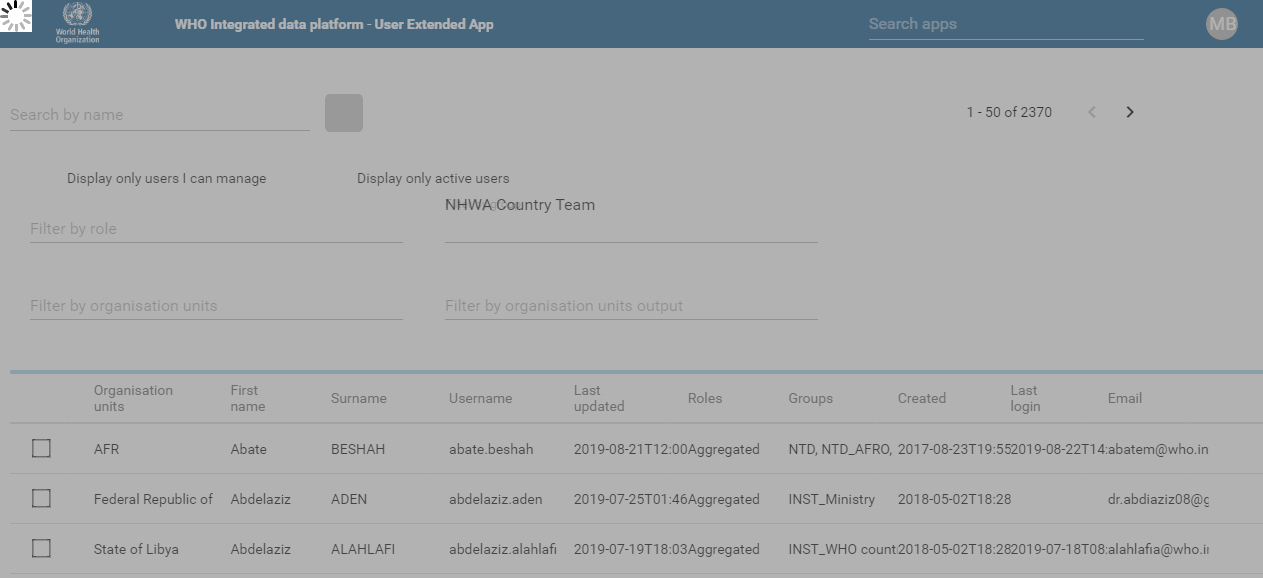 World Health
Organization
WHO Integrated data platform - User Extended App
Search apps
MB
Search by name
1 - 50 of 2370
Display only users I can manage
Display only active users
NHWA Country Team
Filter by role
Filter by organisation units
Filter by organisation units output
Organisation units First name Surname Username Last updated Roles Groups Created Last login Email
AFR Abate BESHAH abate.beshah 2019-08-21T12:00 Aggregated NTD, NTD_AFRO, 2017-08-23T19:55 2019-08-22T14: abatem@who.in
Federal Republic of Abdelaziz ADEN abdelaziz.aden 2019-07-25T01:46 Aggregated INST_Ministry 2018-05-02T18:28 dr.abdiaziz08@g
State of Libya Abdelaziz ALAHLAFI abdelaziz.alahlafi 2019-07-19T18:03 Aggregated INST_WHO count 2018-05-02T18:28 2019-07-18T08: alahlafia@who.in